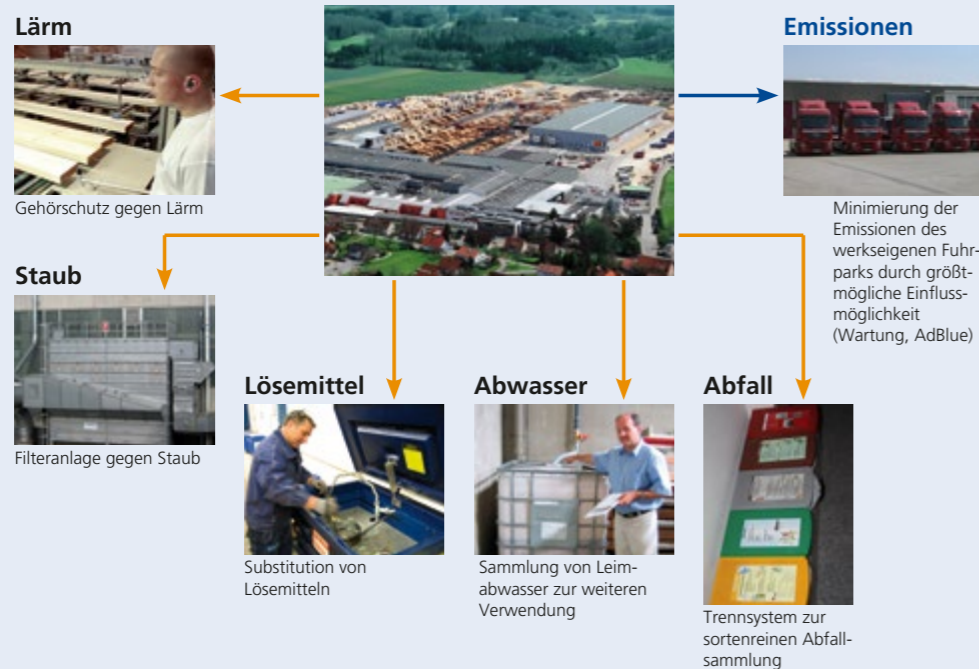 Lärm
Gehörschutz gegen Lärm
Staub
Filteranlage gegen Staub
Lösemittel
Substitution von
Lösemitteln
Abwasser
Sammlung von Leim-
abwasser zur weiteren
Verwendung
Abfall
Trennsystem zur
sortenreinen Abfall-
sammlung
Emissionen
Minimierung der
Emissionen des
werkseigenen Fuhr-
parks durch größt-
mögliche Einfluss-
möglichkeit
(Wartung, AdBlue)